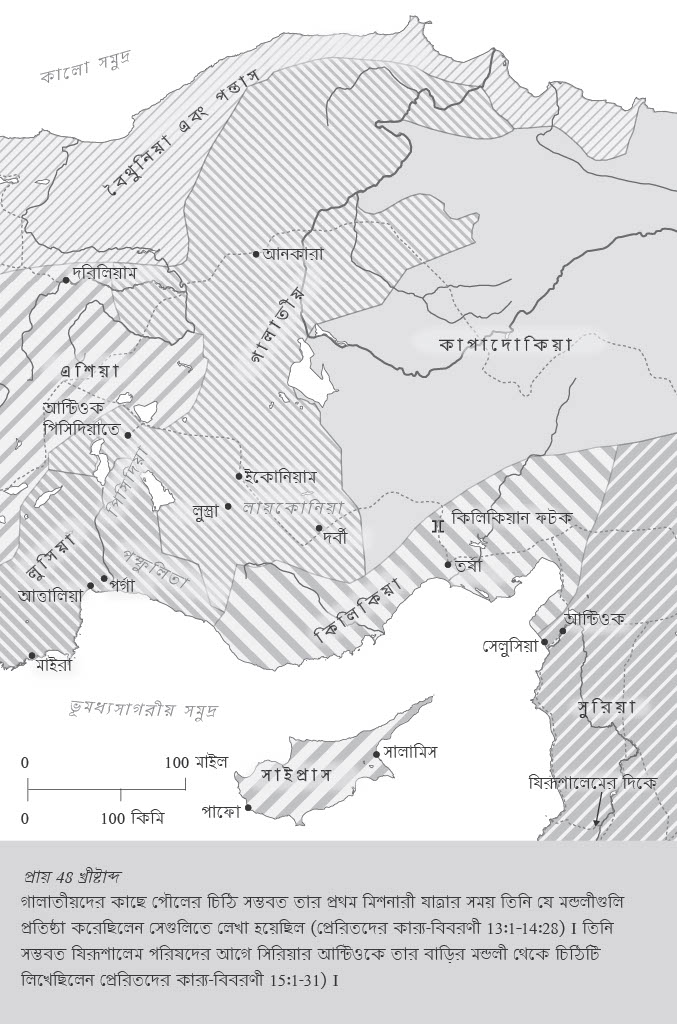 কালো সমুদ্র
বৈথুনিয়া এবং পন্তাস
আনকারা
দরিলিয়াম
গালাতীয়
কাপাদোকিয়া
এশিয়া
আন্টিওক
পিসিদিয়াতে
পিসিদিয়া
ইকোনিয়াম
লুস্ত্রা
লায়কোনিয়া
দর্বী
কিলিকিয়ান ফটক
তর্ষা
লুসিয়া
পম্ফুলিতা
পর্গা
আত্তালিয়া
কিলিকিয়া
আন্টিওক
সেলুসিয়া
মাইরা
ভূমধ্যসাগরীয় সমুদ্র
সুরিয়া
0 100 মাইল
0 100 কিমি
সালামিস
সাইপ্রাস
পাফো
যিরূশালেমের দিকে
প্রায় 48 খ্রীষ্টাব্দ
গালাতীয়দের কাছে পৌলের চিঠি সম্ভবত তার প্রথম মিশনারী যাত্রার সময় তিনি যে মন্ডলীগুলি
প্রতিষ্ঠা করেছিলেন সেগুলিতে লেখা হয়েছিল (প্রেরিতদের কার‍্য-বিবরণী 13:1-14:28) I তিনি
সম্ভবত যিরূশালেম পরিষদের আগে সিরিয়ার আন্টিওকে তার বাড়ির মন্ডলী থেকে চিঠিটি
লিখেছিলেন প্রেরিতদের কার‍্য-বিবরণী 15:1-31) I